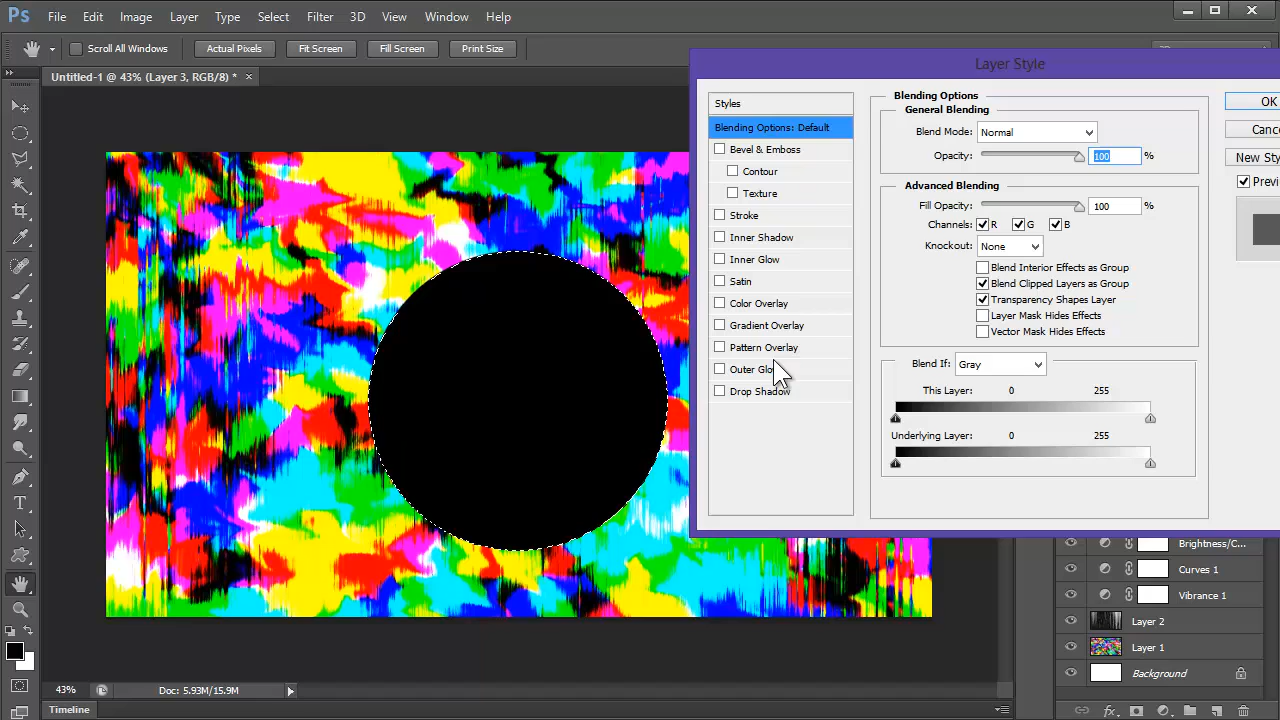 Ps File Edit Image Layer Type Select Filter 3D View Window Help
Scroll All Windows Actual Pixels Fit Screen Fill Screen Print Size
Untitled-1 @ 43% (Layer 3, RGB/8) *
Layer Style
Styles
Blending Options: Default
Bevel & Emboss
Contour
Texture
Stroke
Inner Shadow
Inner Glow
Satin
Color Overlay
Gradient Overlay
Pattern Overlay
Outer Glo
Drop Shadow
Blending Options
General Blending
Blend Mode: Normal
Opacity: 100 %
Advanced Blending
Fill Opacity: 100 %
Channels: R G B
Knockout: None
Blend Interior Effects as Group
Blend Clipped Layers as Group
Transparency Shapes Layer
Layer Mask Hides Effects
Vector Mask Hides Effects
Blend If: Gray
This Layer: 0 255
Underlying Layer: 0 255
OK
Canc
New Sty
Previ
Brightness/C...
Curves 1
Vibrance 1
Layer 2
Layer 1
Background
fx
43% Doc: 5.93M/15.9M
Timeline